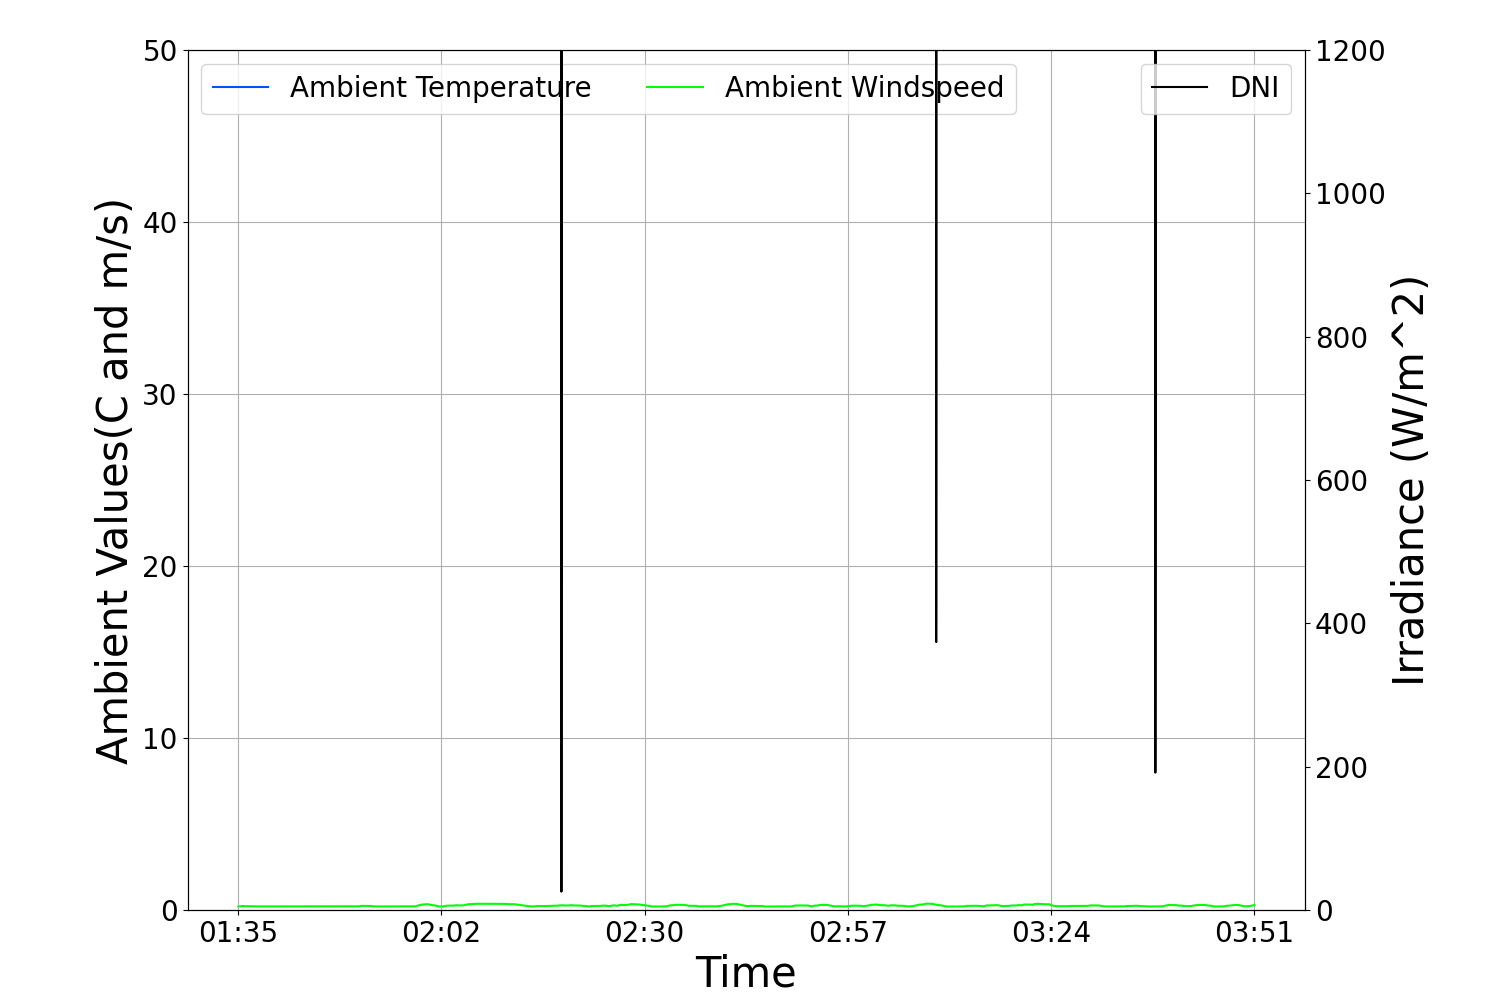 Ambient Temperature
Ambient Windspeed
DNI
50
40
30
20
10
0
Ambient Values(C and m/s)
1200
1000
800
600
400
200
0
Irradiance (W/m^2)
01:35 02:02 02:30 02:57 03:24 03:51
Time